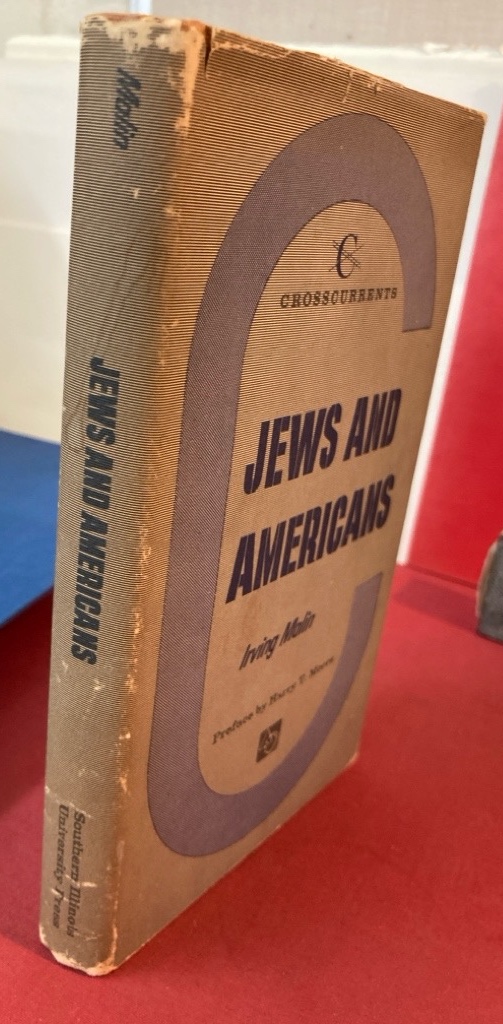 Malin
JEWS AND AMERICANS
Southern Illinois
University Press
C
CROSSCURRENTS
JEWS AND
AMERICANS
Irving Malin
Preface by Harry T. Moore